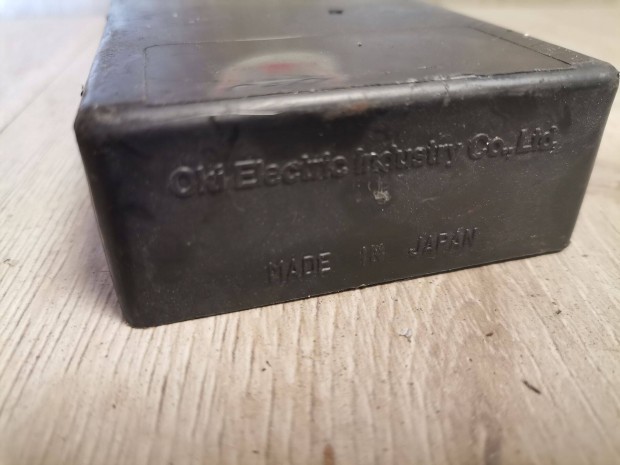 Oki Electric Industry Co., Ltd.
MADE IN JAPAN